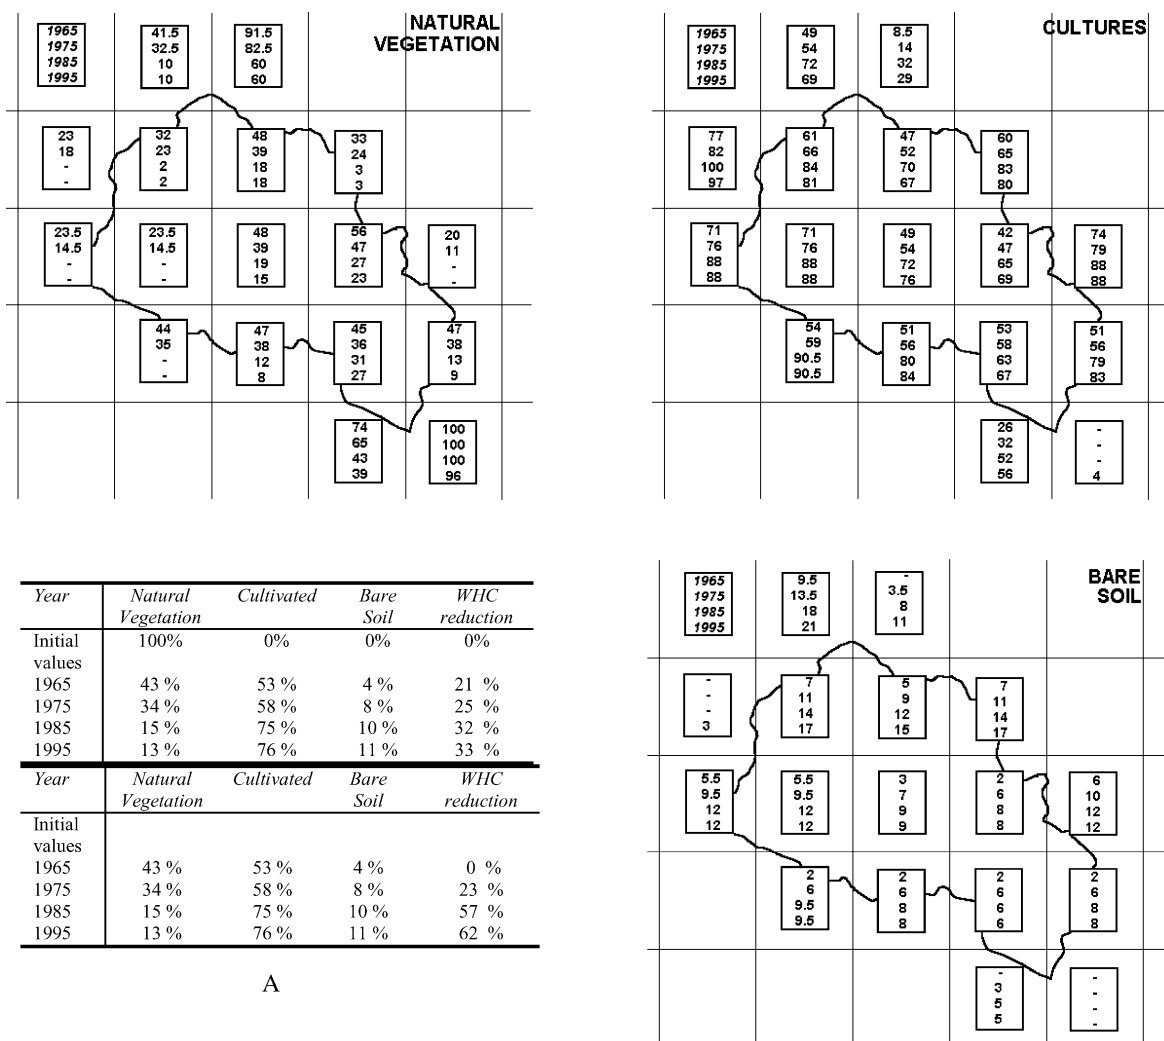 NATURAL
VEGETATION
1965 41.5 91.5
1975 32.5 82.5
1985 10 60
1995 10 60
23 32 48 33
18 23 39 24
- 2 18 3
- 2 18 3
23.5 23.5 48 56 20
14.5 14.5 39 47 11
- - 19 27 -
- - 15 23 -
44 47 45 47
35 38 36 38
- 12 31 13
- 8 27 9
74 100
65 100
43 100
39 96
CULTURES
1965 49 8.5
1975 54 14
1985 72 32
1995 69 29
77 61 47 60
82 66 52 65
100 84 70 83
97 81 67 80
71 71 49 42 74
76 76 54 47 79
88 88 72 65 88
88 88 76 69 88
54 51 53 51
59 56 58 56
90.5 80 63 79
90.5 84 67 83
26 -
32 -
52 -
56 4
Year Natural Cultivated Bare WHC
Vegetation Soil reduction
Initial 100% 0% 0% 0%
values
1965 43 % 53 % 4 % 21 %
1975 34 % 58 % 8 % 25 %
1985 15 % 75 % 10 % 32 %
1995 13 % 76 % 11 % 33 %
Year Natural Cultivated Bare WHC
Vegetation Soil reduction
Initial
values
1965 43 % 53 % 4 % 0 %
1975 34 % 58 % 8 % 23 %
1985 15 % 75 % 10 % 57 %
1995 13 % 76 % 11 % 62 %
A
BARE
SOIL
1965 9.5 -
1975 13.5 3.5
1985 18 8
1995 21 11
- 7 5 7
- 11 9 11
- 14 12 14
3 17 15 17
5.5 5.5 3 2 6
9.5 9.5 7 6 10
12 12 9 8 12
12 12 9 8 12
2 2 2 2
6 6 6 6
9.5 8 6 8
9.5 8 6 8
- -
3 -
5 -
5 -